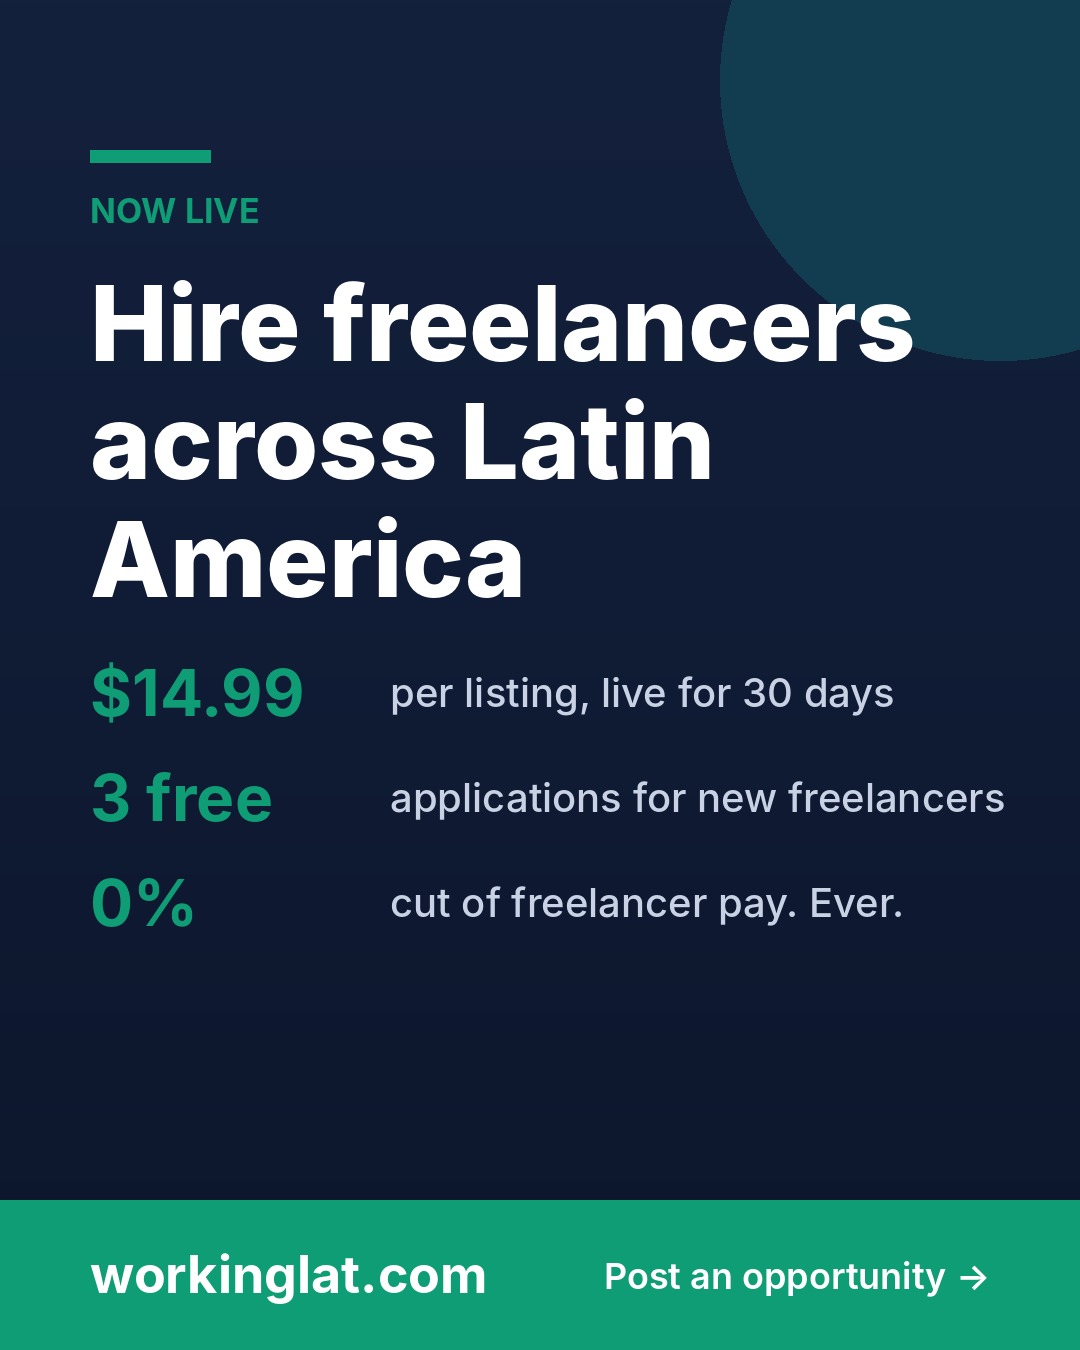 NOW LIVE
Hire freelancers
across Latin
America
$14.99 per listing, live for 30 days
3 free applications for new freelancers
0% cut of freelancer pay. Ever.
workinglat.com Post an opportunity →